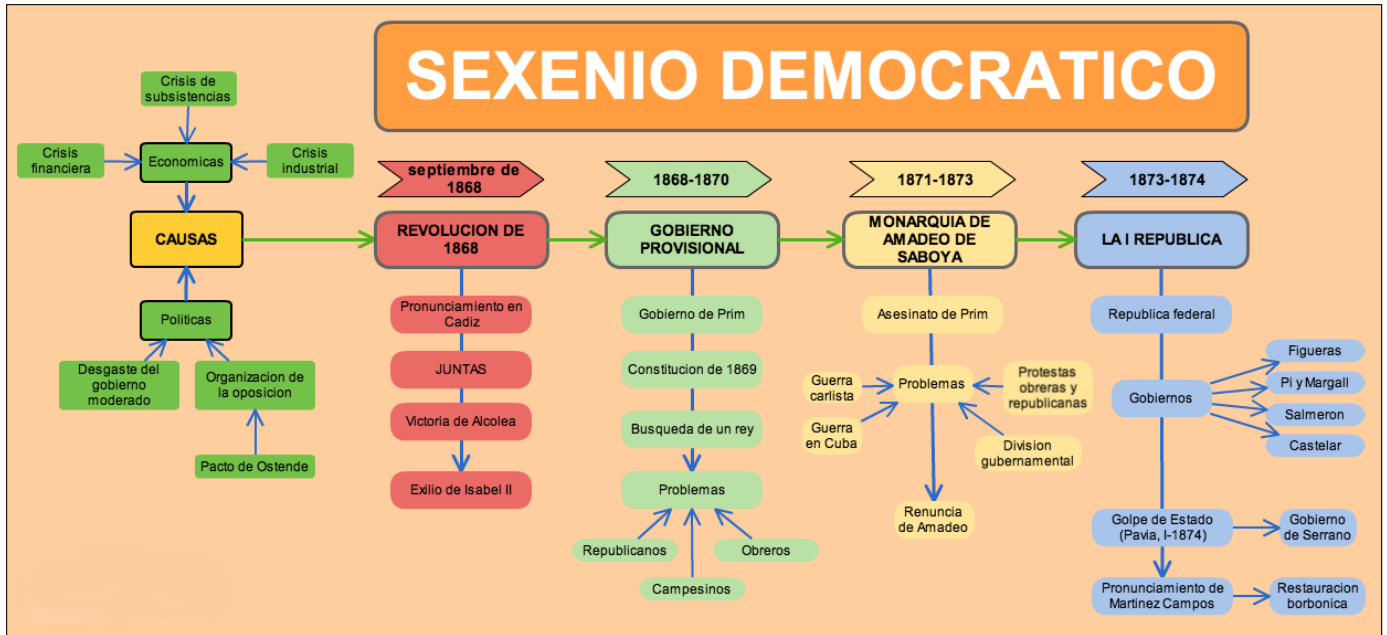 SEXENIO DEMOCRATICO
Crisis de
subsistencias
Crisis
financiera
Economicas
Crisis
industrial
CAUSAS
Politicas
Desgaste del
gobierno
moderado
Organizacion de
la oposicion
Pacto de Ostende
septiembre de
1868
REVOLUCION DE
1868
Pronunciamiento en
Cadiz
JUNTAS
Victoria de Alcolea
Exilio de Isabel II
1868-1870
GOBIERNO
PROVISIONAL
Gobierno de Prim
Constitucion de 1869
Busqueda de un rey
Problemas
Republicanos
Campesinos
Obreros
1871-1873
MONARQUIA DE
AMADEO DE
SABOYA
Asesinato de Prim
Problemas
Guerra
carlista
Guerra
en Cuba
Protestas
obreras y
republicanas
Division
gubernamental
Renuncia
de Amadeo
1873-1874
LA I REPUBLICA
Republica federal
Gobiernos
Figueras
Pi y Margall
Salmeron
Castelar
Golpe de Estado
(Pavia, I-1874)
Gobierno
de Serrano
Pronunciamiento de
Martinez Campos
Restauracion
borbonica